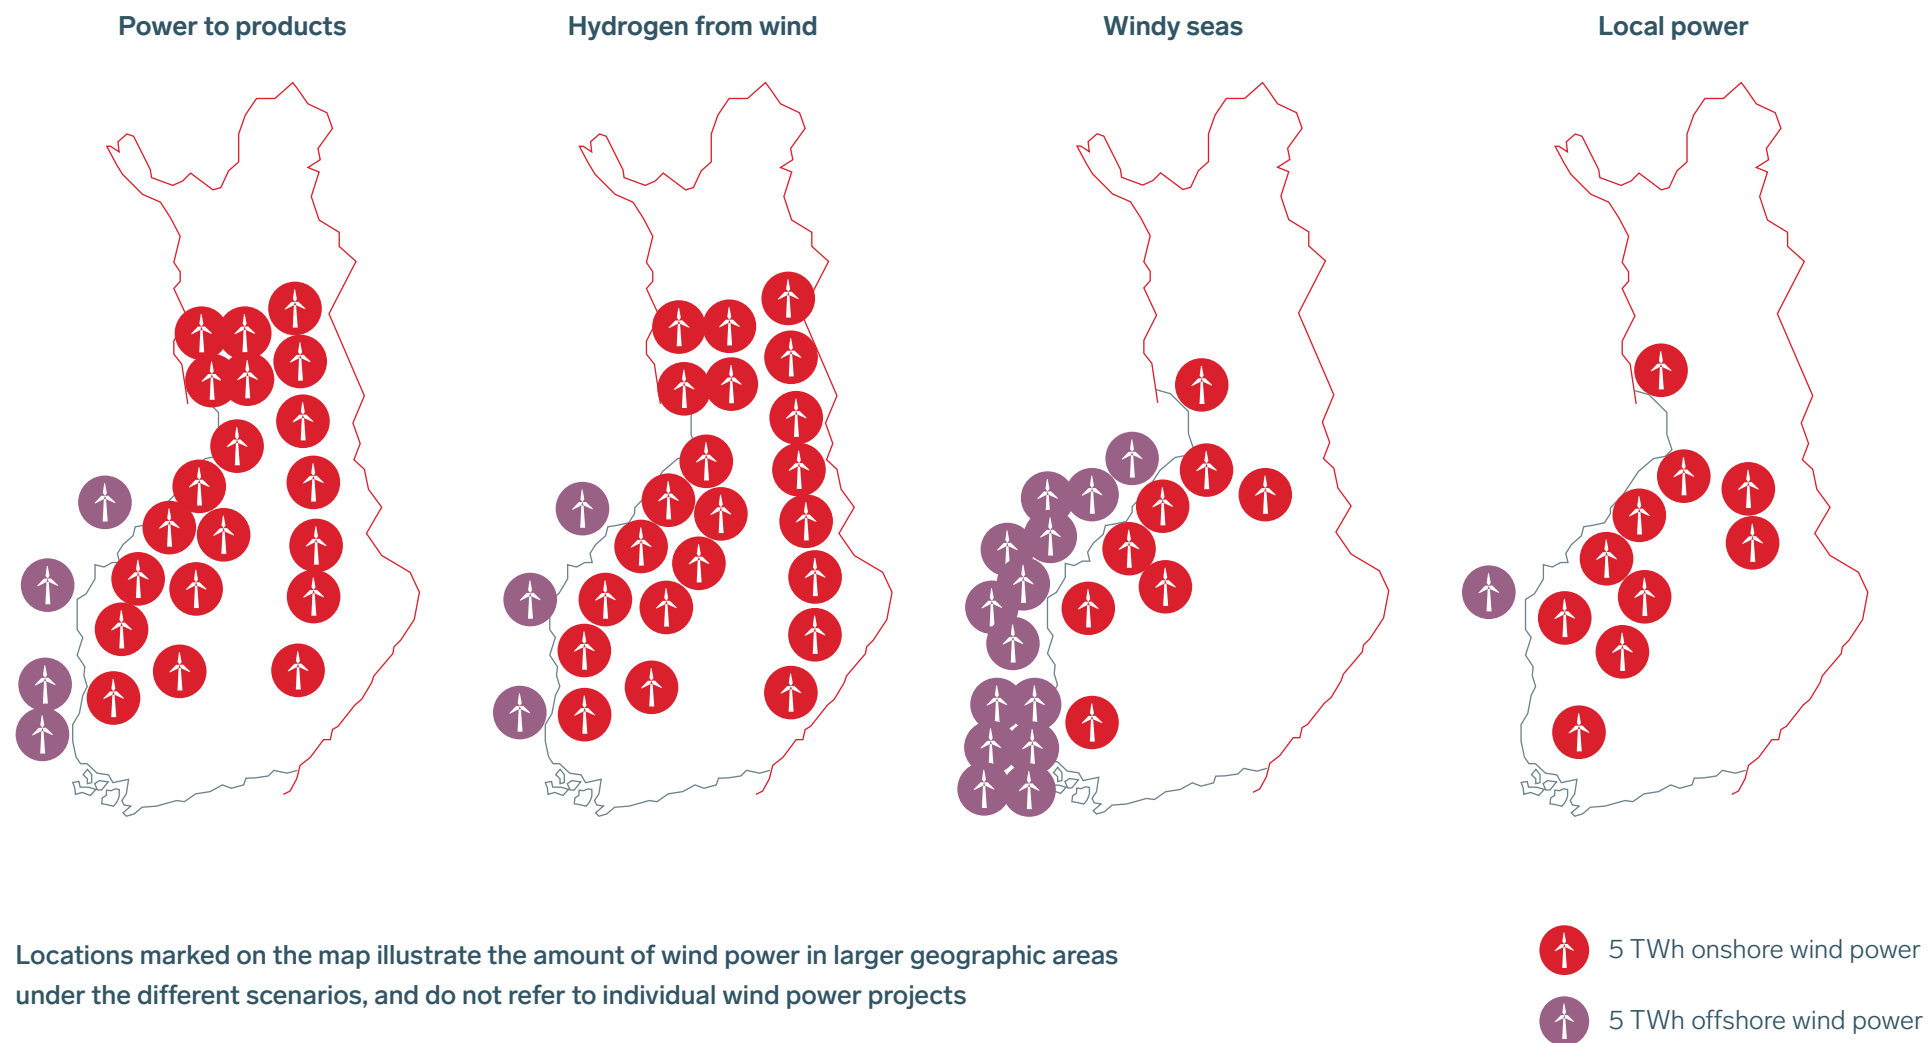 Power to products
Hydrogen from wind
Windy seas
Local power
Locations marked on the map illustrate the amount of wind power in larger geographic areas
under the different scenarios, and do not refer to individual wind power projects
5 TWh onshore wind power
5 TWh offshore wind power